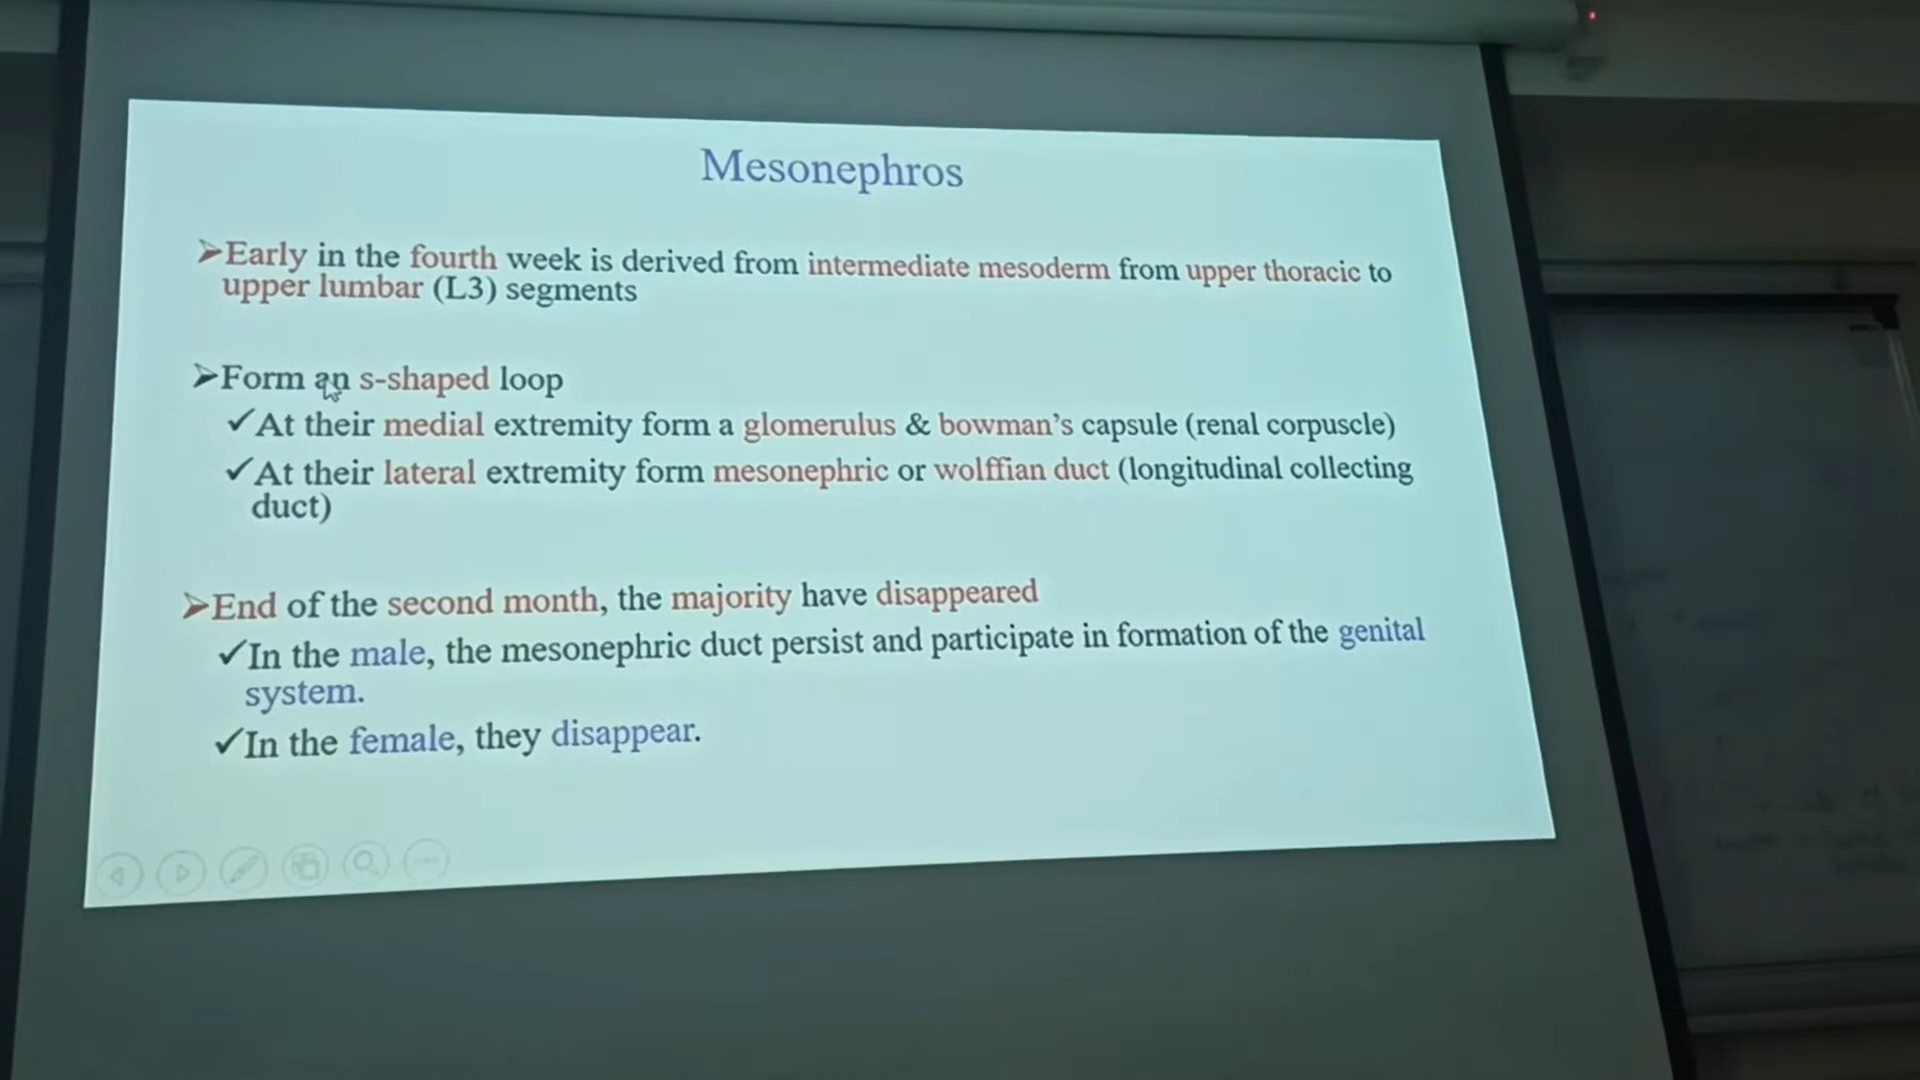 Mesonephros
➢Early in the fourth week is derived from intermediate mesoderm from upper thoracic to
upper lumbar (L3) segments
➢Form an s-shaped loop
✓At their medial extremity form a glomerulus & bowman's capsule (renal corpuscle)
✓At their lateral extremity form mesonephric or wolffian duct (longitudinal collecting
duct)
➢End of the second month, the majority have disappeared
✓In the male, the mesonephric duct persist and participate in formation of the genital
system.
✓In the female, they disappear.